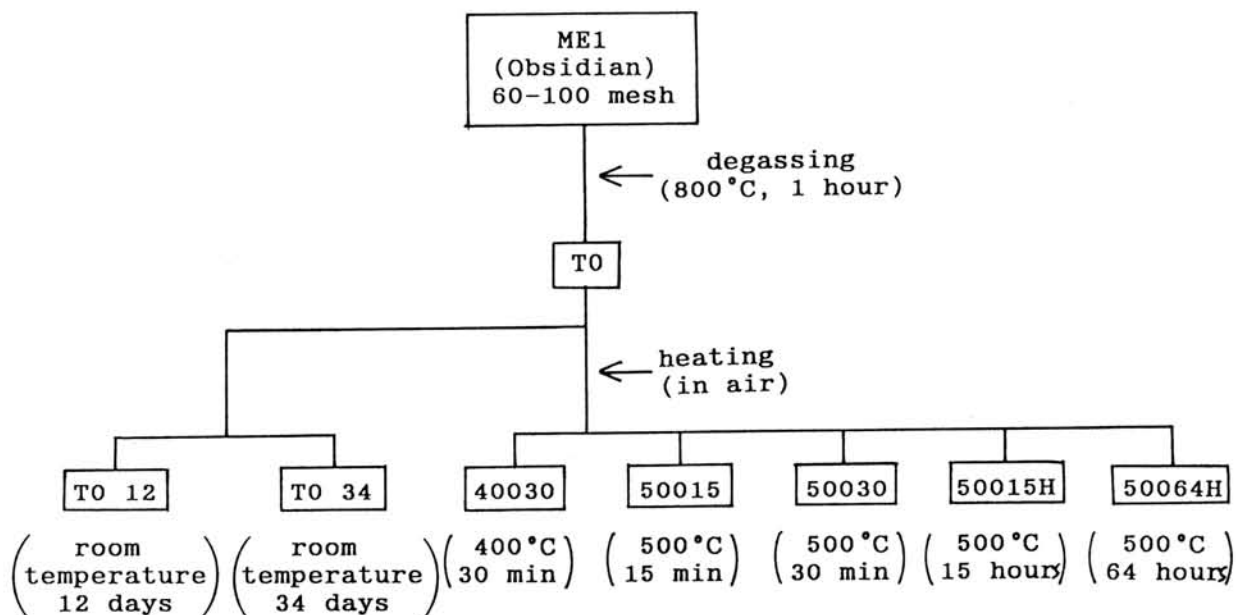 ME1
(Obsidian)
60-100 mesh
degassing
(800°C, 1 hour)
T0
heating
(in air)
T0 12
T0 34
40030
50015
50030
50015H
50064H
(room
temperature
12 days)
(room
temperature
34 days)
(400°C
30 min)
(500°C
15 min)
(500°C
30 min)
(500°C
15 hours)
(500°C
64 hours)